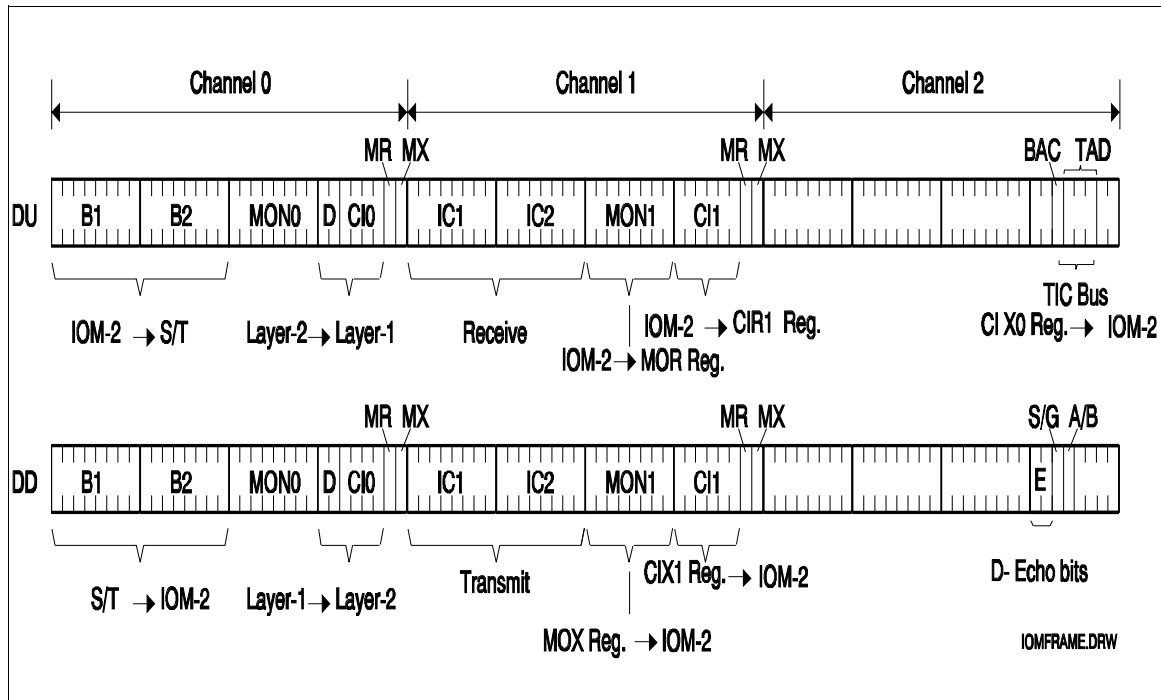 Channel 0 Channel 1 Channel 2
MR MX MR MX BAC TAD
DU B1 B2 MON0 D CI0 IC1 IC2 MON1 CI1
TIC Bus
IOM-2 → S/T Layer-2 → Layer-1 Receive IOM-2 → CIR1 Reg. CI X0 Reg. → IOM-2
IOM-2 → MOR Reg.
MR MX MR MX S/G A/B
DD B1 B2 MON0 D CI0 IC1 IC2 MON1 CI1 E
S/T → IOM-2 Layer-1 → Layer-2 Transmit CIX1 Reg. → IOM-2 D- Echo bits
MOX Reg. → IOM-2 IOMFRAME.DRW